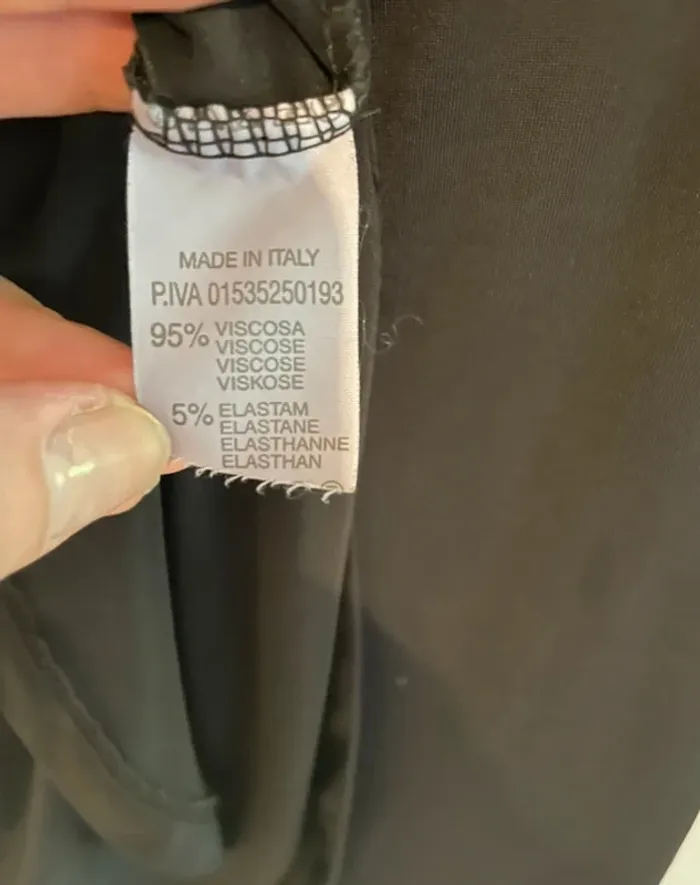 MADE IN ITALY
P.IVA 01535250193
95% VISCOSA
VISCOSE
VISCOSE
VISKOSE
5% ELASTAM
ELASTANE
ELASTHANNE
ELASTHAN